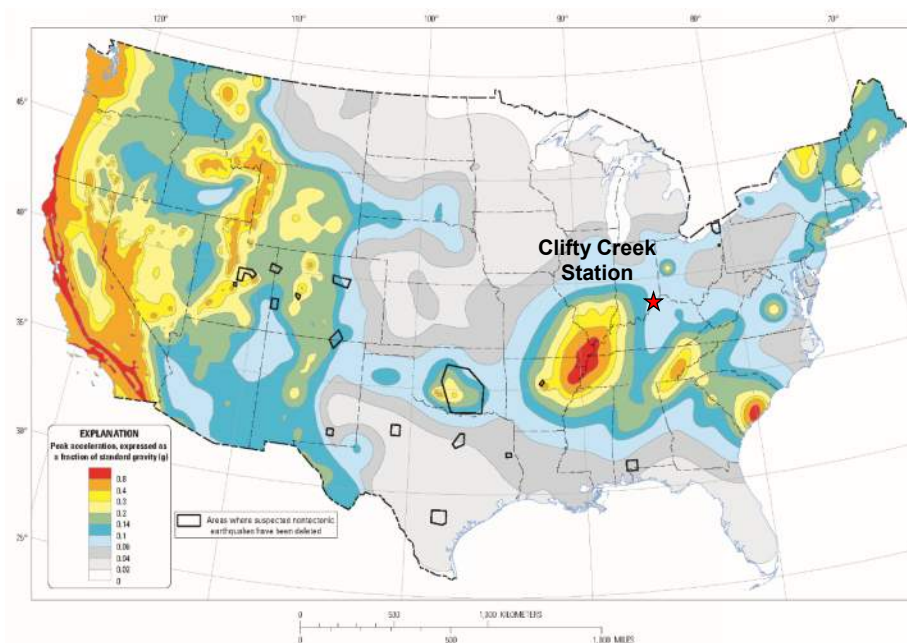 120°
110°
100°
90°
80°
70°
45°
40°
35°
30°
25°
Clifty Creek
Station
EXPLANATION
Peak acceleration, expressed as
a fraction of standard gravity (g)
0.8
0.4
0.3
0.2
0.14
0.1
0.06
0.04
0.02
0
Areas where suspected nontectonic
earthquakes have been deleted
0 500 1,000 KILOMETERS
0 500 1,000 MILES